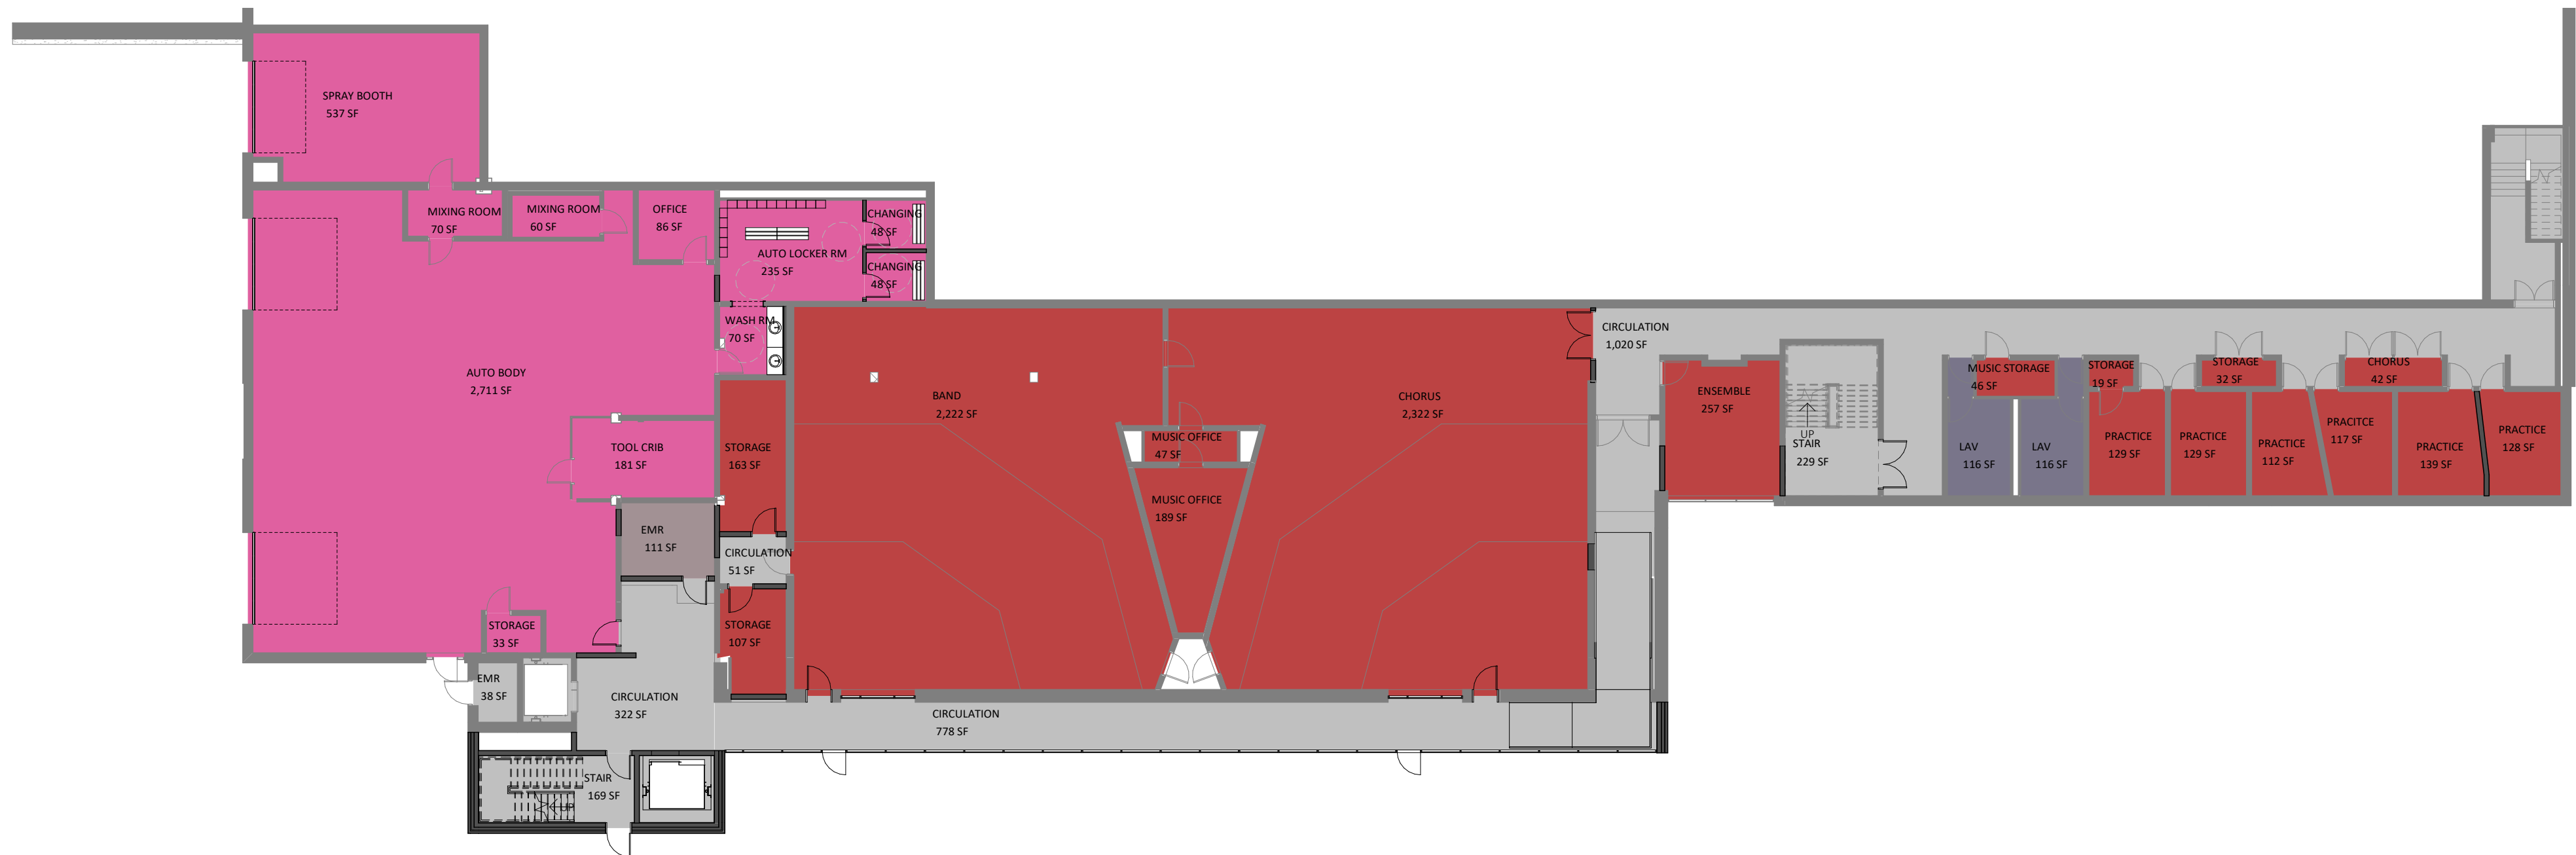 SPRAY BOOTH
537 SF
MIXING ROOM
70 SF
MIXING ROOM
60 SF
OFFICE
86 SF
CHANGING
48 SF
AUTO LOCKER RM
235 SF
CHANGING
48 SF
WASH RM
70 SF
AUTO BODY
2,711 SF
TOOL CRIB
181 SF
STORAGE
163 SF
EMR
111 SF
CIRCULATION
51 SF
STORAGE
33 SF
STORAGE
107 SF
EMR
38 SF
CIRCULATION
322 SF
STAIR
169 SF
UP
BAND
2,222 SF
CHORUS
2,322 SF
MUSIC OFFICE
47 SF
MUSIC OFFICE
189 SF
CIRCULATION
778 SF
CIRCULATION
1,020 SF
ENSEMBLE
257 SF
UP
STAIR
229 SF
MUSIC STORAGE
46 SF
LAV
116 SF
LAV
116 SF
STORAGE
19 SF
STORAGE
32 SF
CHORUS
42 SF
PRACTICE
129 SF
PRACTICE
129 SF
PRACTICE
112 SF
PRACITCE
117 SF
PRACTICE
139 SF
PRACTICE
128 SF